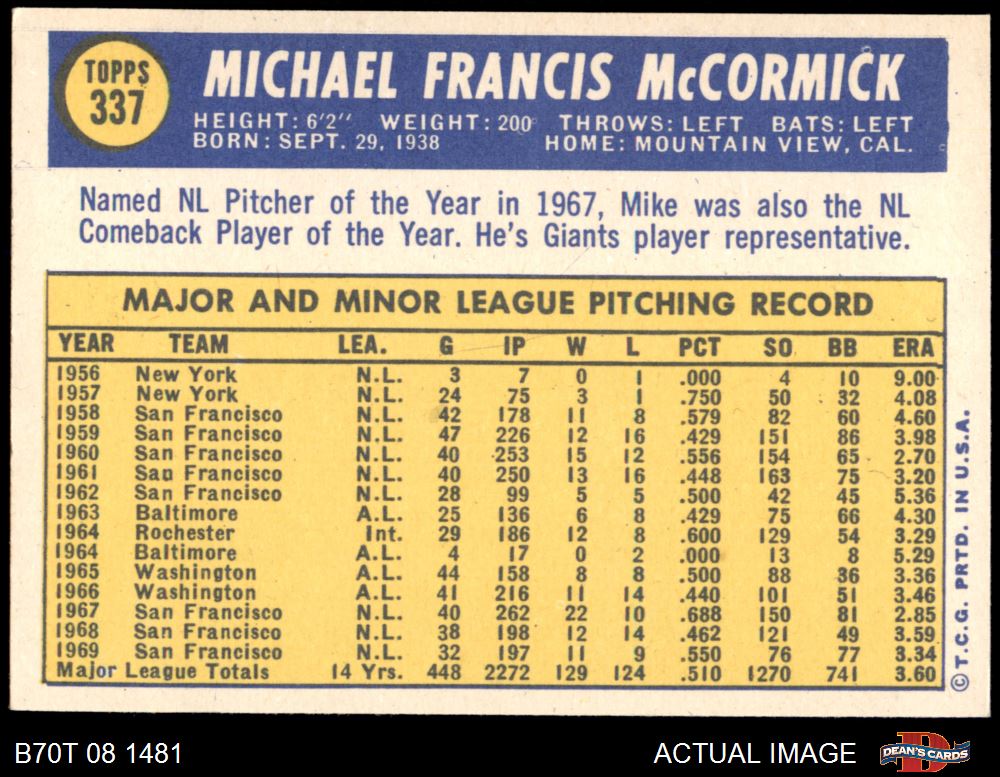 TOPPS
337
MICHAEL FRANCIS McCORMICK
HEIGHT: 6'2" WEIGHT: 200 THROWS: LEFT BATS: LEFT
BORN: SEPT. 29, 1938 HOME: MOUNTAIN VIEW, CAL.
Named NL Pitcher of the Year in 1967, Mike was also the NL
Comeback Player of the Year. He's Giants player representative.
MAJOR AND MINOR LEAGUE PITCHING RECORD
YEAR TEAM LEA. G IP W L PCT SO BB ERA
1956 New York N.L. 3 7 0 1 .000 4 10 9.00
1957 New York N.L. 24 75 3 1 .750 50 32 4.08
1958 San Francisco N.L. 42 178 11 8 .579 82 60 4.60
1959 San Francisco N.L. 47 226 12 16 .429 151 86 3.98
1960 San Francisco N.L. 40 253 15 12 .556 154 65 2.70
1961 San Francisco N.L. 40 250 13 16 .448 163 75 3.20
1962 San Francisco N.L. 28 99 5 5 .500 42 45 5.36
1963 Baltimore A.L. 25 136 6 8 .429 75 66 4.30
1964 Rochester Int. 29 186 12 8 .600 129 54 3.29
1964 Baltimore A.L. 4 17 0 2 .000 13 8 5.29
1965 Washington A.L. 44 158 8 8 .500 88 36 3.36
1966 Washington A.L. 41 216 11 14 .440 101 51 3.46
1967 San Francisco N.L. 40 262 22 10 .688 150 81 2.85
1968 San Francisco N.L. 38 198 12 14 .462 121 49 3.59
1969 San Francisco N.L. 32 197 11 9 .550 76 77 3.34
Major League Totals 14 Yrs. 448 2272 129 124 .510 1270 741 3.60
©T.C.G. PRTD. IN U.S.A.
B70T 08 1481 ACTUAL IMAGE
DEAN'S CARDS